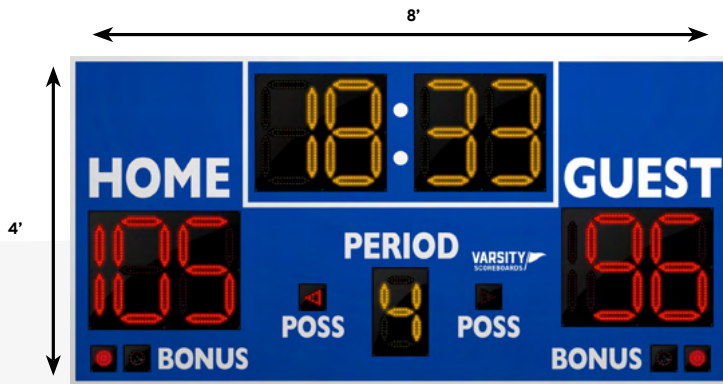 8'
4'
18:33
HOME
GUEST
105
PERIOD
VARSITY
SCOREBOARDS
96
4
POSS
POSS
BONUS
BONUS